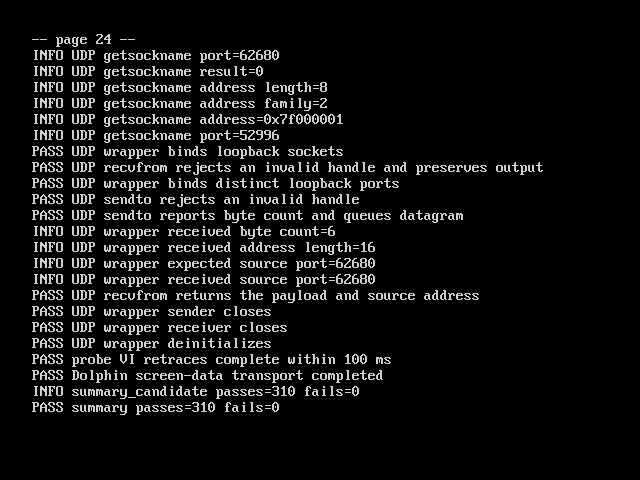 -- page 24 --
INFO UDP getsockname port=62680
INFO UDP getsockname result=0
INFO UDP getsockname address length=8
INFO UDP getsockname address family=2
INFO UDP getsockname address=0x7f000001
INFO UDP getsockname port=52996
PASS UDP wrapper binds loopback sockets
PASS UDP recvfrom rejects an invalid handle and preserves output
PASS UDP wrapper binds distinct loopback ports
PASS UDP sendto rejects an invalid handle
PASS UDP sendto reports byte count and queues datagram
INFO UDP wrapper received byte count=6
INFO UDP wrapper received address length=16
INFO UDP wrapper expected source port=62680
INFO UDP wrapper received source port=62680
PASS UDP recvfrom returns the payload and source address
PASS UDP wrapper sender closes
PASS UDP wrapper receiver closes
PASS UDP wrapper deinitializes
PASS probe VI retraces complete within 100 ms
PASS Dolphin screen-data transport completed
INFO summary_candidate passes=310 fails=0
PASS summary passes=310 fails=0